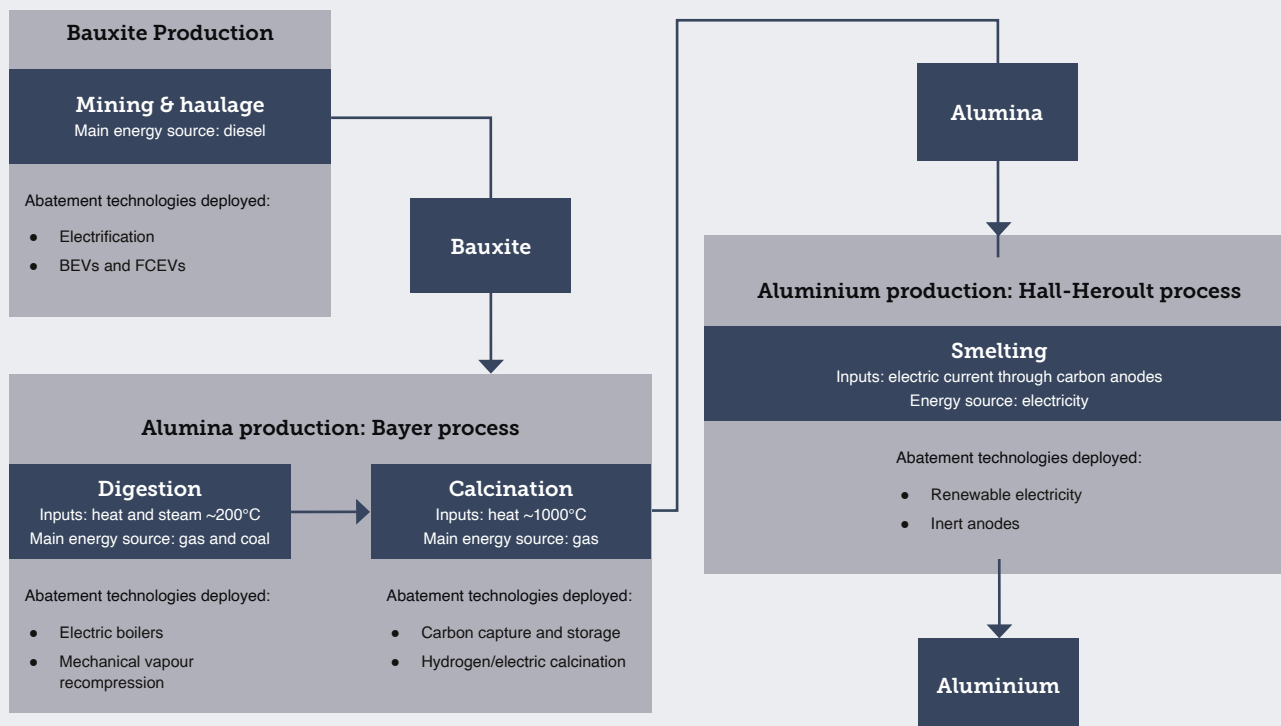 Bauxite Production
Mining & haulage
Main energy source: diesel
Abatement technologies deployed:
● Electrification
● BEVs and FCEVs
Bauxite
Alumina production: Bayer process
Digestion
Inputs: heat and steam ~200°C
Main energy source: gas and coal
Abatement technologies deployed:
● Electric boilers
● Mechanical vapour
recompression
Calcination
Inputs: heat ~1000°C
Main energy source: gas
Abatement technologies deployed:
● Carbon capture and storage
● Hydrogen/electric calcination
Alumina
Aluminium production: Hall-Heroult process
Smelting
Inputs: electric current through carbon anodes
Energy source: electricity
Abatement technologies deployed:
● Renewable electricity
● Inert anodes
Aluminium